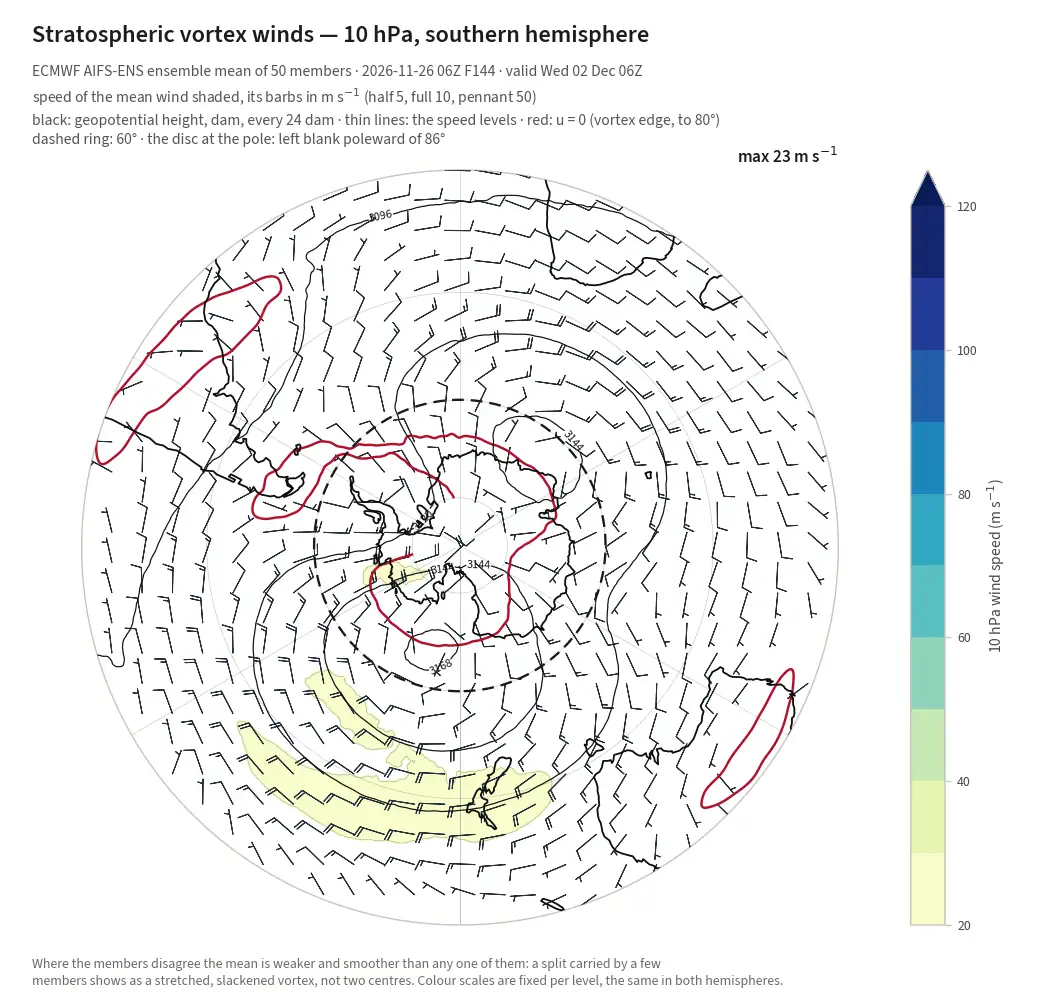 Stratospheric vortex winds — 10 hPa, southern hemisphere
ECMWF AIFS-ENS ensemble mean of 50 members · 2026-11-26 06Z F144 · valid Wed 02 Dec 06Z
speed of the mean wind shaded, its barbs in m s⁻¹ (half 5, full 10, pennant 50)
black: geopotential height, dam, every 24 dam · thin lines: the speed levels · red: u = 0 (vortex edge, to 80°)
dashed ring: 60° · the disc at the pole: left blank poleward of 86°
max 23 m s⁻¹
3096
3144
3144
3168
120
100
80
60
40
20
10 hPa wind speed (m s⁻¹)
Where the members disagree the mean is weaker and smoother than any one of them: a split carried by a few
members shows as a stretched, slackened vortex, not two centres. Colour scales are fixed per level, the same in both hemispheres.